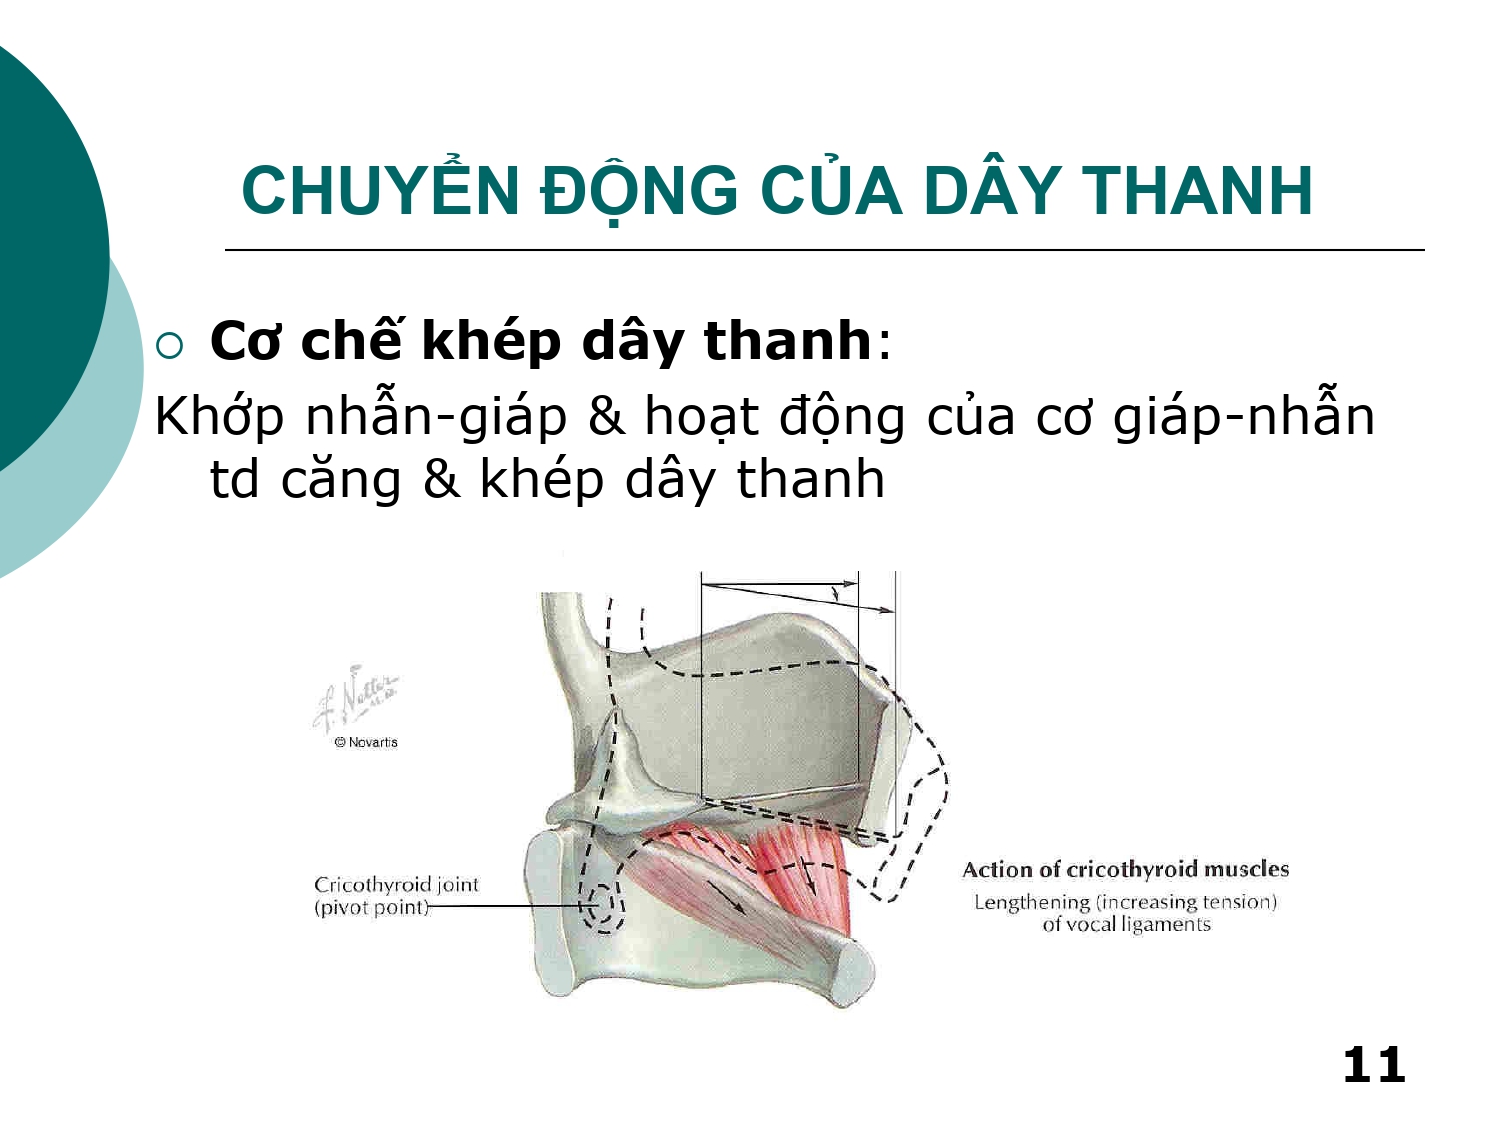 CHUYỂN ĐỘNG CỦA DÂY THANH
Cơ chế khép dây thanh:
Khớp nhẫn-giáp & hoạt động của cơ giáp-nhẫn
td căng & khép dây thanh
F. Netter
M.D.
© Novartis
Cricothyroid joint
(pivot point)
Action of cricothyroid muscles
Lengthening (increasing tension)
of vocal ligaments
11